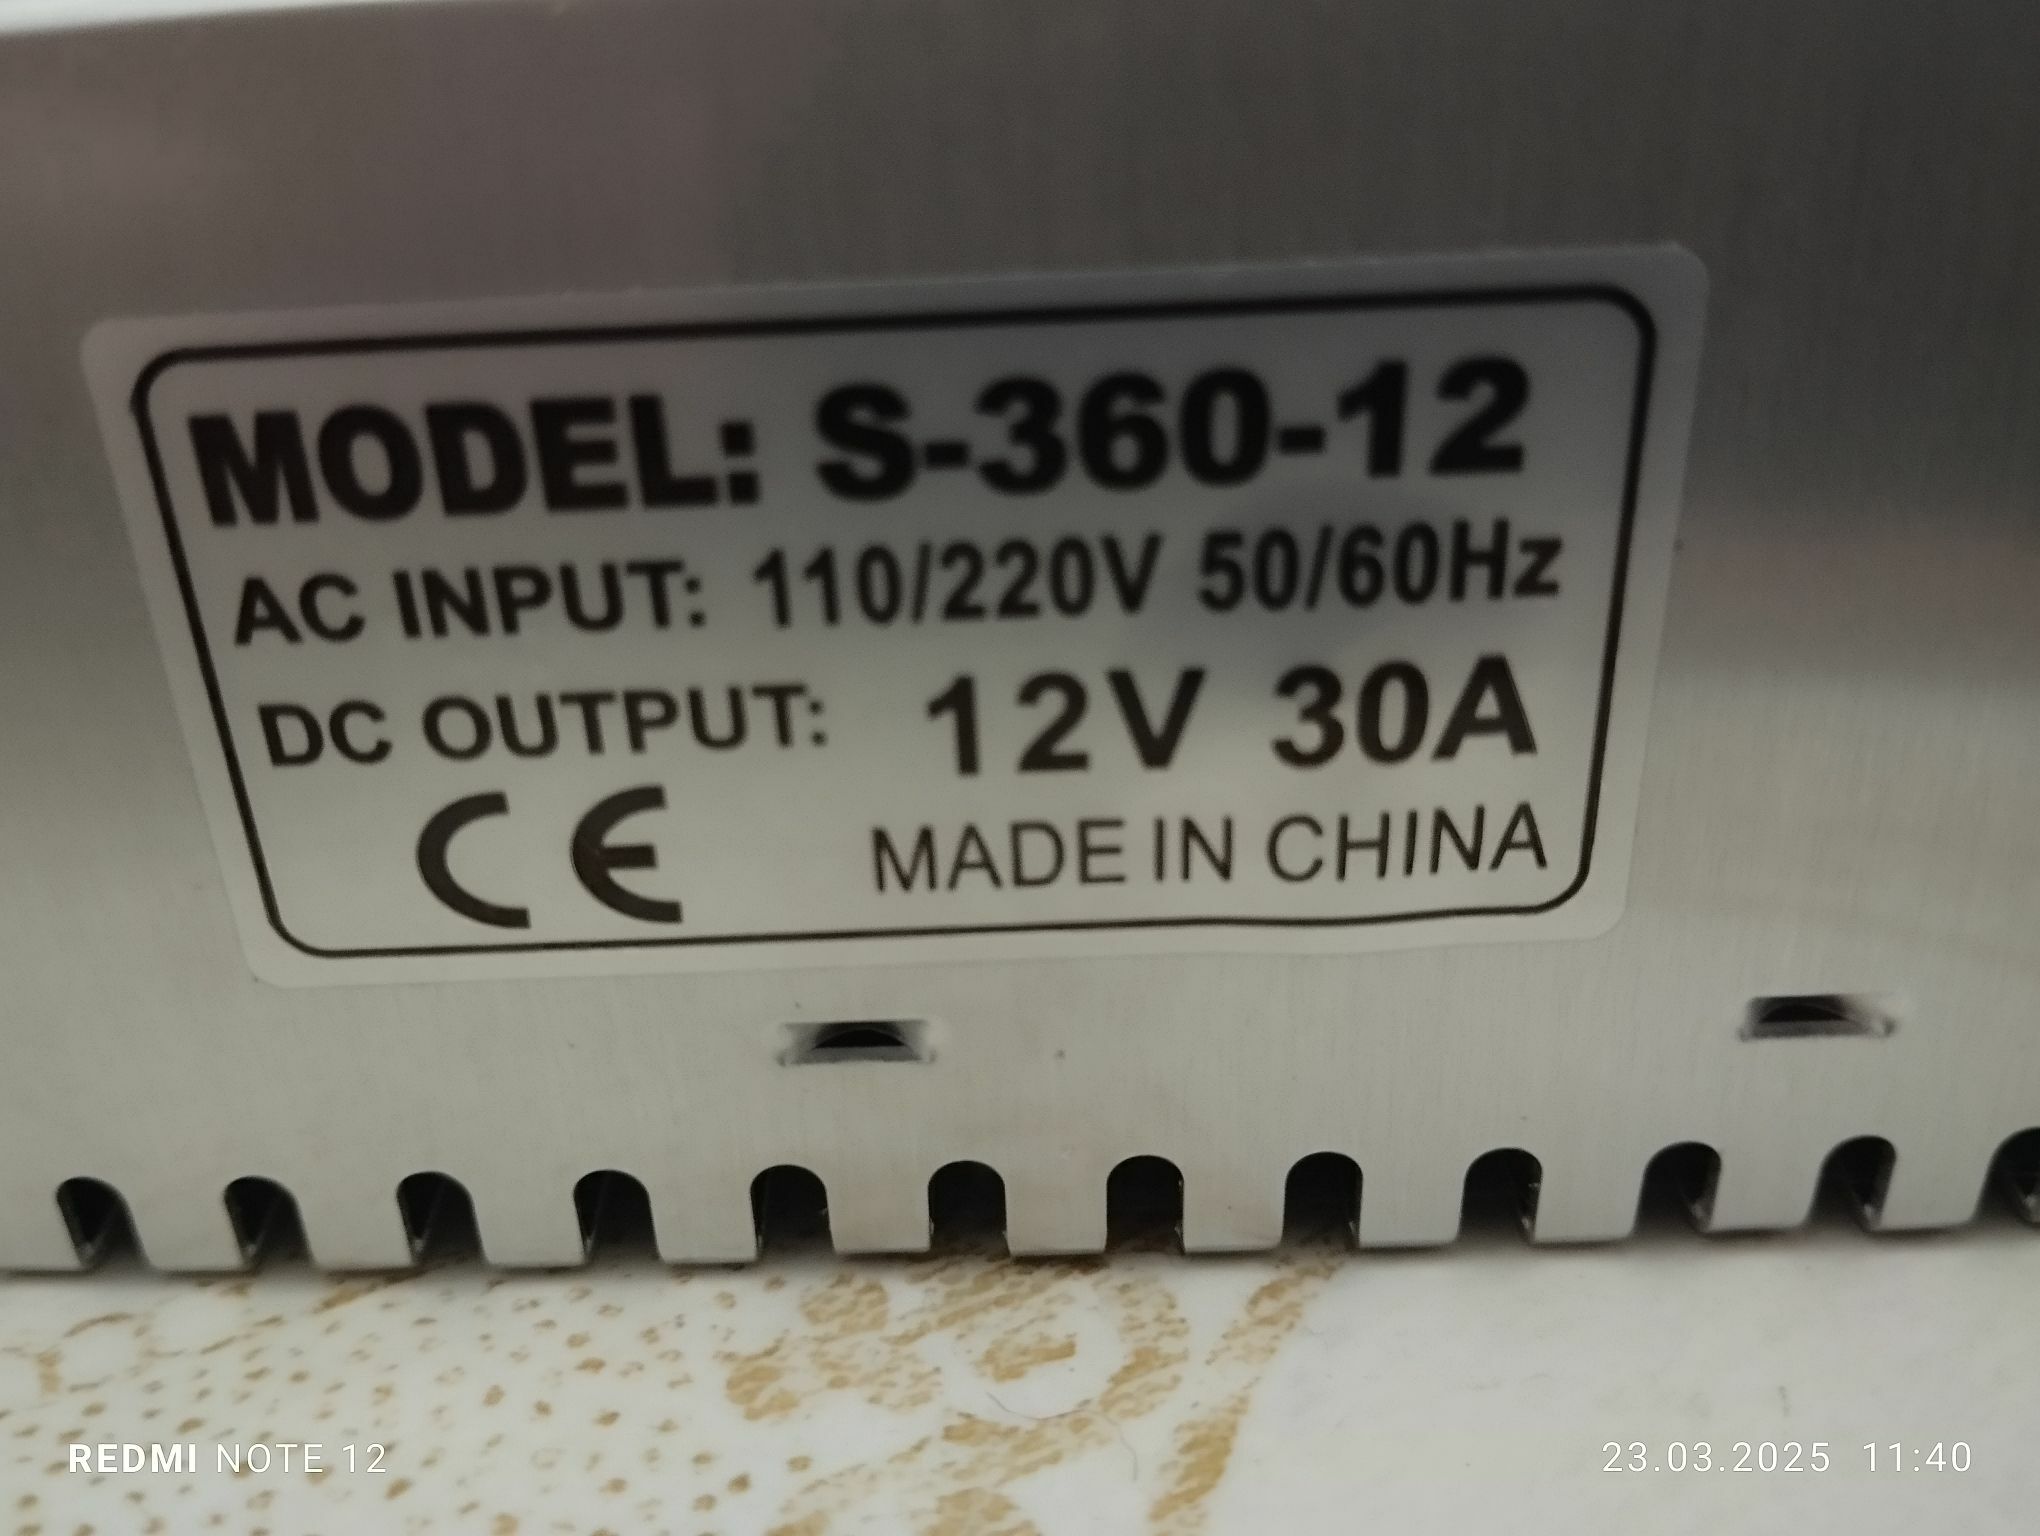 MODEL: S-360-12
AC INPUT: 110/220V 50/60Hz
DC OUTPUT: 12V 30A
CE MADE IN CHINA
REDMI NOTE 12 23.03.2025 11:40